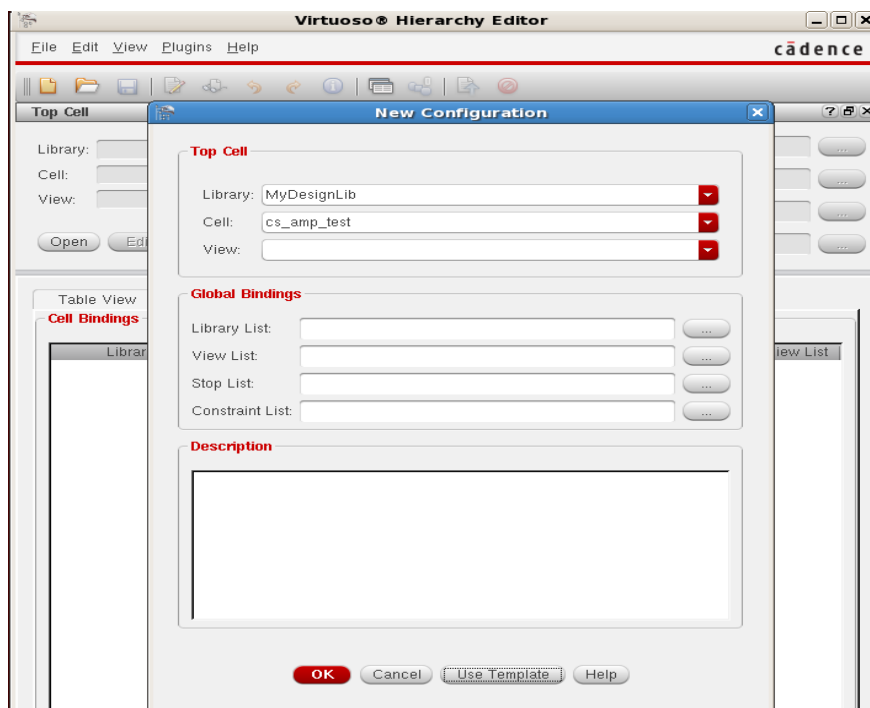 Virtuoso® Hierarchy Editor
File Edit View Plugins Help
cādence
Top Cell
New Configuration
Library:
Cell:
View:
Open Edi
Top Cell
Library: MyDesignLib
Cell: cs_amp_test
View:
Global Bindings
Library List: ...
View List: ...
Stop List: ...
Constraint List: ...
Description
OK Cancel Use Template Help
...
...
...
...
Table View
Cell Bindings
Librar
iew List